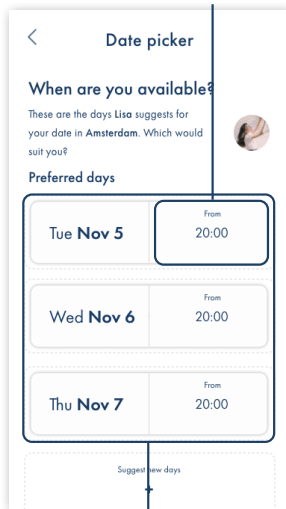 Date picker
When are you available?
These are the days Lisa suggests for
your date in Amsterdam. Which would
suit you?
Preferred days
From
Tue Nov 5
20:00
From
Wed Nov 6
20:00
From
Thu Nov 7
20:00
Suggest new days
+